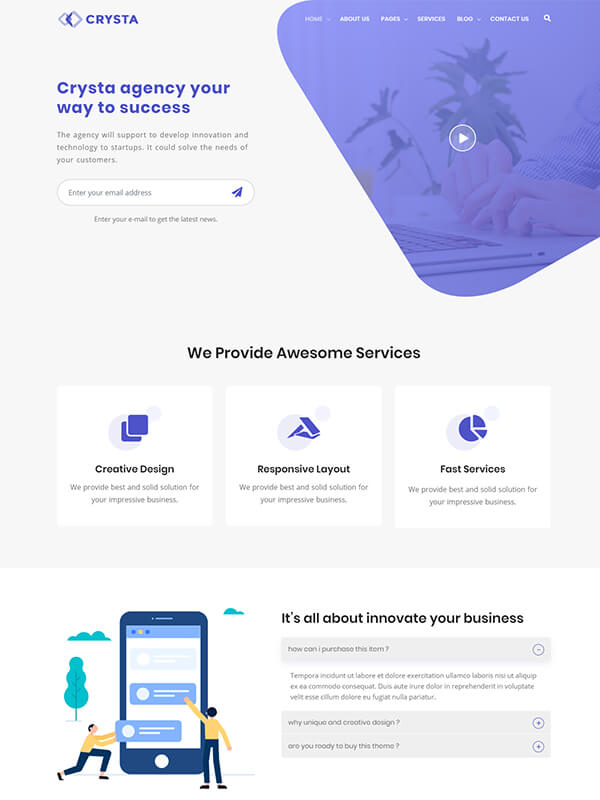 CRYSTA
HOME ABOUT US PAGES SERVICES BLOG CONTACT US
Crysta agency your
way to success
The agency will support to develop innovation and
technology to startups. It could solve the needs of
your customers.
Enter your email address
Enter your e-mail to get the latest news.
We Provide Awesome Services
Creative Design
We provide best and solid solution for
your impressive business.
Responsive Layout
We provide best and solid solution for
your impressive business.
Fast Services
We provide best and solid solution for
your impressive business.
It's all about innovate your business
how can i purchase this item ?
Tempora incidunt ut labore et dolore exercitation ullamco laboris nisi ut aliquip
ex ea commodo consequat. Duis aute irure dolor in reprehenderit in voluptate
velit esse cillum dolore eu fugiat nulla pariatur.
why unique and creative design ?
are you ready to buy this theme ?